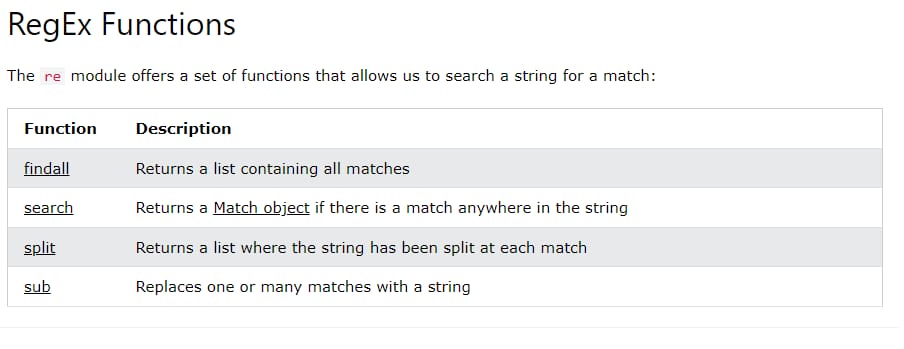 RegEx Functions
The re module offers a set of functions that allows us to search a string for a match:
Function Description
findall Returns a list containing all matches
search Returns a Match object if there is a match anywhere in the string
split Returns a list where the string has been split at each match
sub Replaces one or many matches with a string